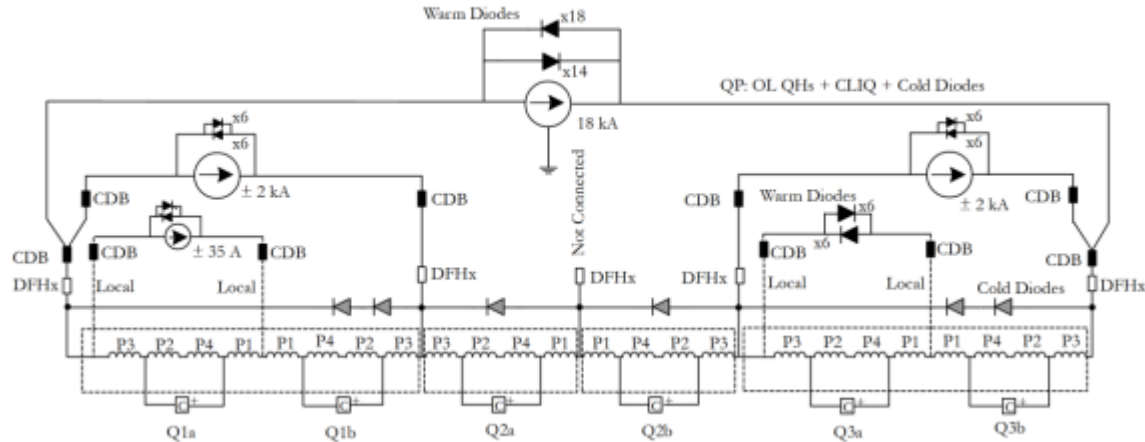 Warm Diodes
x18
x14
18 kA
QP: OL QHs + CLIQ + Cold Diodes
x6
x6
± 2 kA
CDB
CDB
± 35 A
CDB
CDB
CDB
DFHx
Local
Local
DFHx
Not Connected
DFHx
x6
x6
± 2 kA
CDB
CDB
Warm Diodes
x6
x6
CDB
CDB
CDB
DFHx
Local
Local
DFHx
Cold Diodes
P3 P2 P4 P1 P1 P4 P2 P3 P3 P2 P4 P1 P1 P4 P2 P3 P3 P2 P4 P1 P1 P4 P2 P3
C + C + C + C + C + C +
Q1a Q1b Q2a Q2b Q3a Q3b